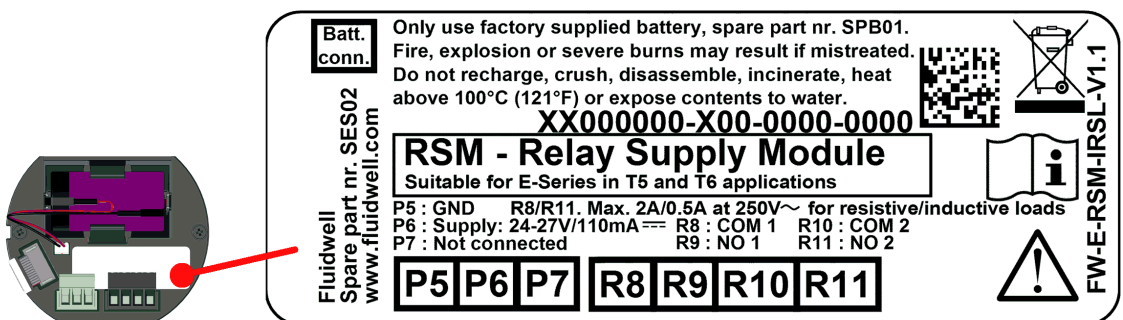 Batt.
conn.
Only use factory supplied battery, spare part nr. SPB01.
Fire, explosion or severe burns may result if mistreated.
Do not recharge, crush, disassemble, incinerate, heat
above 100°C (121°F) or expose contents to water.
XX000000-X00-0000-0000
RSM - Relay Supply Module
Suitable for E-Series in T5 and T6 applications
P5 : GND R8/R11. Max. 2A/0.5A at 250V～ for resistive/inductive loads
P6 : Supply: 24-27V/110mA⎓ R8 : COM 1 R10 : COM 2
P7 : Not connected R9 : NO 1 R11 : NO 2
P5 P6 P7 R8 R9 R10 R11
Fluidwell
Spare part nr. SES02
www.fluidwell.com
FW-E-RSM-IRSL-V1.1